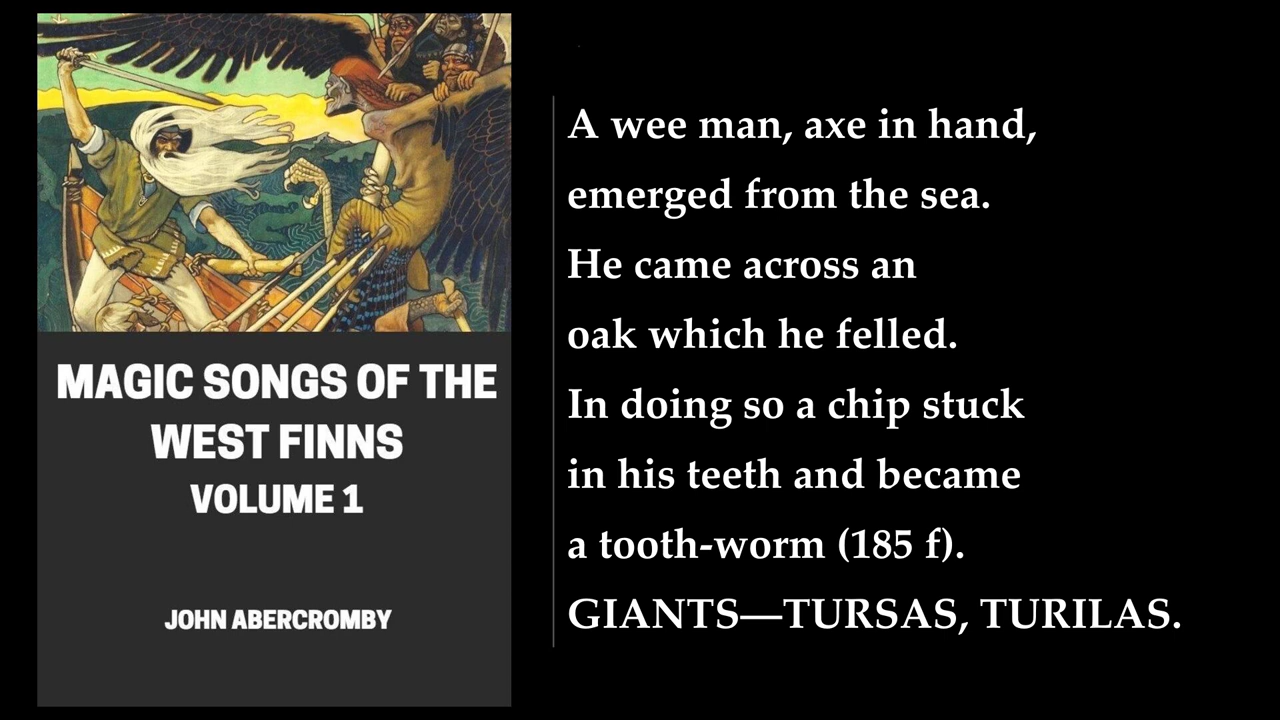 MAGIC SONGS OF THE
WEST FINNS
VOLUME 1
JOHN ABERCROMBY
A wee man, axe in hand,
emerged from the sea.
He came across an
oak which he felled.
In doing so a chip stuck
in his teeth and became
a tooth-worm (185 f).
GIANTS—TURSAS, TURILAS.